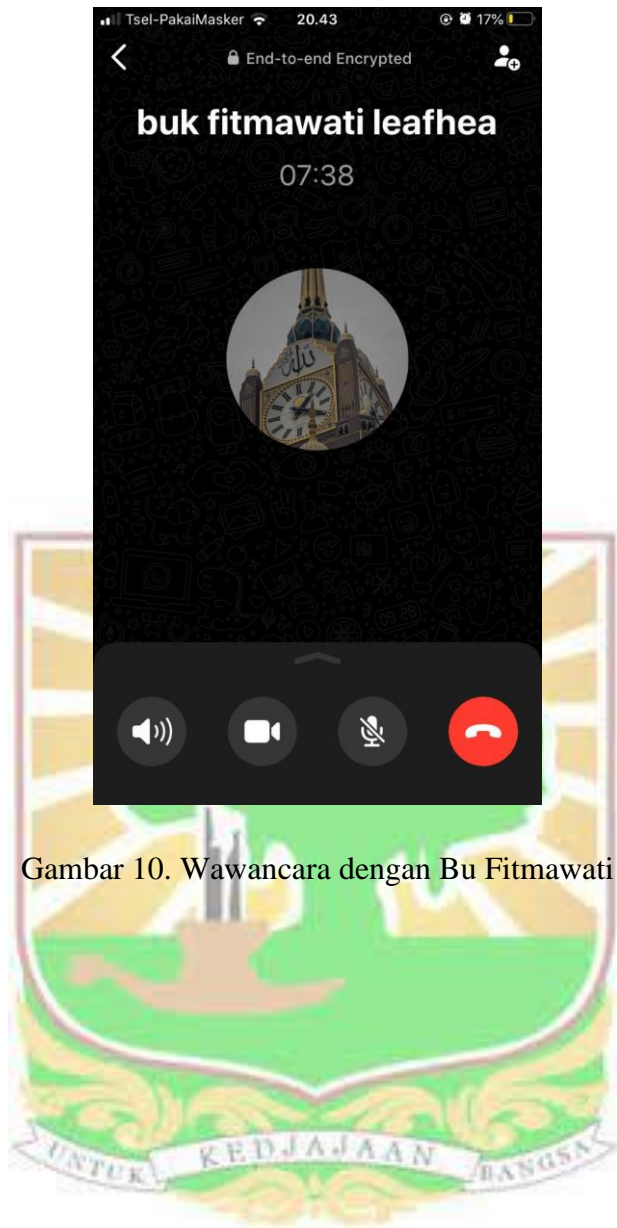 Tsel-PakaiMasker 20.43 17%
End-to-end Encrypted
buk fitmawati leafhea
07:38
الله
Gambar 10. Wawancara dengan Bu Fitmawati
UNTUK KEDJAJAAN BANGSA